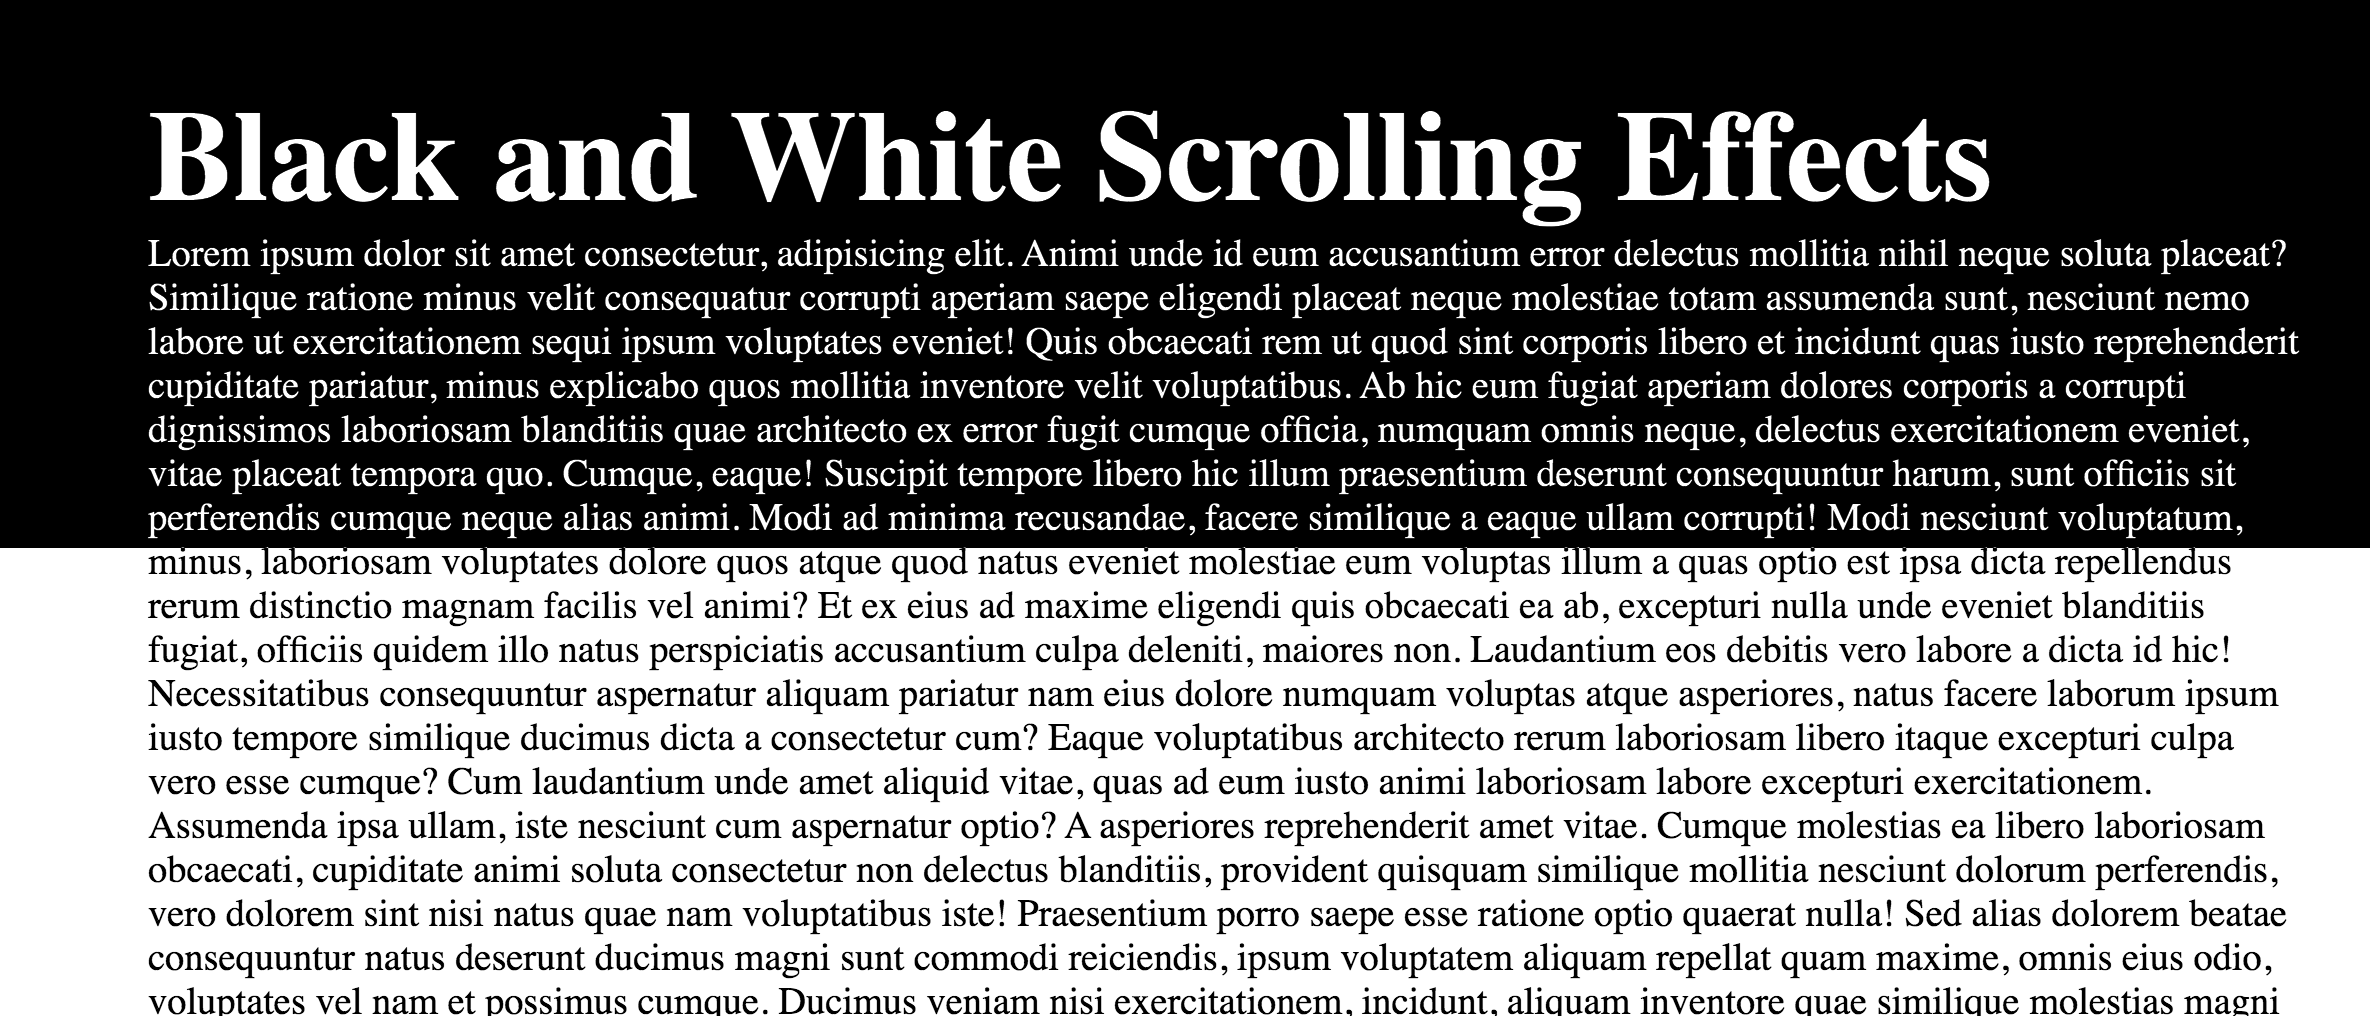 Black and White Scrolling Effects
Lorem ipsum dolor sit amet consectetur, adipisicing elit. Animi unde id eum accusantium error delectus mollitia nihil neque soluta placeat?
Similique ratione minus velit consequatur corrupti aperiam saepe eligendi placeat neque molestiae totam assumenda sunt, nesciunt nemo
labore ut exercitationem sequi ipsum voluptates eveniet! Quis obcaecati rem ut quod sint corporis libero et incidunt quas iusto reprehenderit
cupiditate pariatur, minus explicabo quos mollitia inventore velit voluptatibus. Ab hic eum fugiat aperiam dolores corporis a corrupti
dignissimos laboriosam blanditiis quae architecto ex error fugit cumque officia, numquam omnis neque, delectus exercitationem eveniet,
vitae placeat tempora quo. Cumque, eaque! Suscipit tempore libero hic illum praesentium deserunt consequuntur harum, sunt officiis sit
perferendis cumque neque alias animi. Modi ad minima recusandae, facere similique a eaque ullam corrupti! Modi nesciunt voluptatum,
minus, laboriosam voluptates dolore quos atque quod natus eveniet molestiae eum voluptas illum a quas optio est ipsa dicta repellendus
rerum distinctio magnam facilis vel animi? Et ex eius ad maxime eligendi quis obcaecati ea ab, excepturi nulla unde eveniet blanditiis
fugiat, officiis quidem illo natus perspiciatis accusantium culpa deleniti, maiores non. Laudantium eos debitis vero labore a dicta id hic!
Necessitatibus consequuntur aspernatur aliquam pariatur nam eius dolore numquam voluptas atque asperiores, natus facere laborum ipsum
iusto tempore similique ducimus dicta a consectetur cum? Eaque voluptatibus architecto rerum laboriosam libero itaque excepturi culpa
vero esse cumque? Cum laudantium unde amet aliquid vitae, quas ad eum iusto animi laboriosam labore excepturi exercitationem.
Assumenda ipsa ullam, iste nesciunt cum aspernatur optio? A asperiores reprehenderit amet vitae. Cumque molestias ea libero laboriosam
obcaecati, cupiditate animi soluta consectetur non delectus blanditiis, provident quisquam similique mollitia nesciunt dolorum perferendis,
vero dolorem sint nisi natus quae nam voluptatibus iste! Praesentium porro saepe esse ratione optio quaerat nulla! Sed alias dolorem beatae
consequuntur natus deserunt ducimus magni sunt commodi reiciendis, ipsum voluptatem aliquam repellat quam maxime, omnis eius odio,
voluptates vel nam et possimus cumque. Ducimus veniam nisi exercitationem, incidunt, aliquam inventore quae similique molestias magni